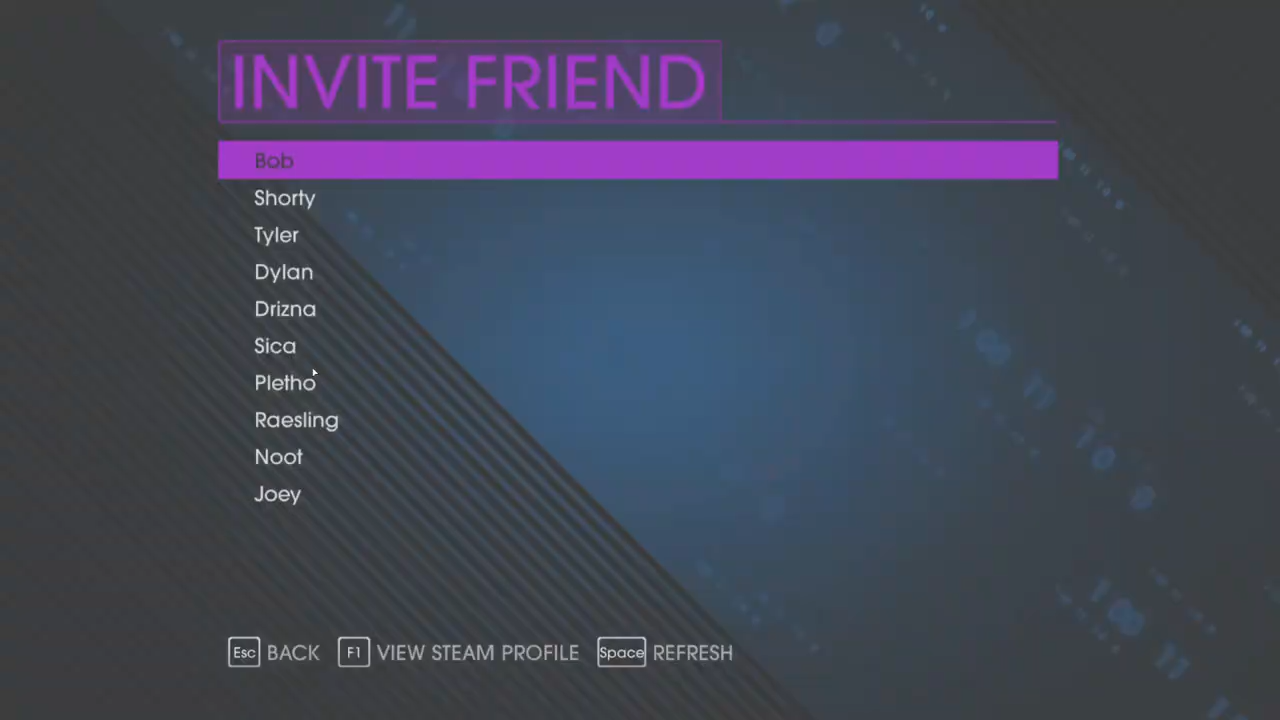 INVITE FRIEND
Bob
Shorty
Tyler
Dylan
Drizna
Sica
Pletho
Raesling
Noot
Joey
Esc BACK F1 VIEW STEAM PROFILE Space REFRESH